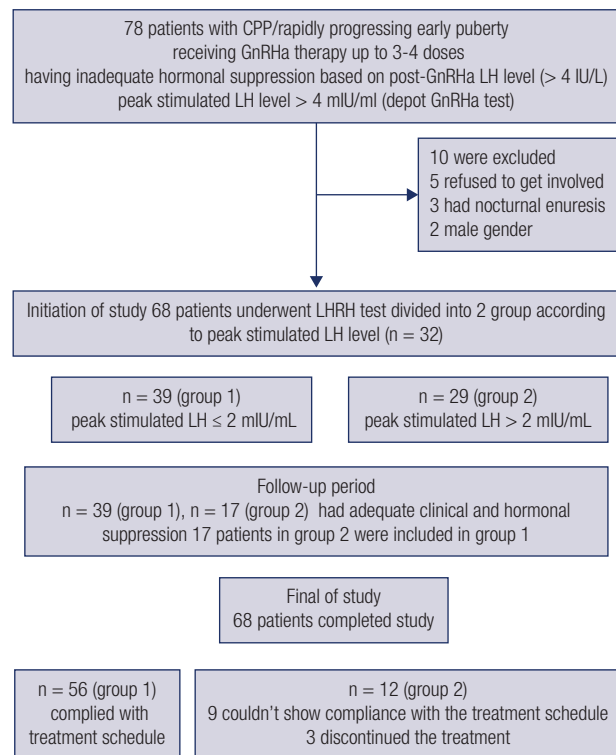 78 patients with CPP/rapidly progressing early puberty
receiving GnRHa therapy up to 3-4 doses
having inadequate hormonal suppression based on post-GnRHa LH level (> 4 IU/L)
peak stimulated LH level > 4 mIU/ml (depot GnRHa test)
10 were excluded
5 refused to get involved
3 had nocturnal enuresis
2 male gender
Initiation of study 68 patients underwent LHRH test divided into 2 group according
to peak stimulated LH level (n = 32)
n = 39 (group 1)
peak stimulated LH ≤ 2 mIU/mL
n = 29 (group 2)
peak stimulated LH > 2 mIU/mL
Follow-up period
n = 39 (group 1), n = 17 (group 2) had adequate clinical and hormonal
suppression 17 patients in group 2 were included in group 1
Final of study
68 patients completed study
n = 56 (group 1)
complied with
treatment schedule
n = 12 (group 2)
9 couldn't show compliance with the treatment schedule
3 discontinued the treatment